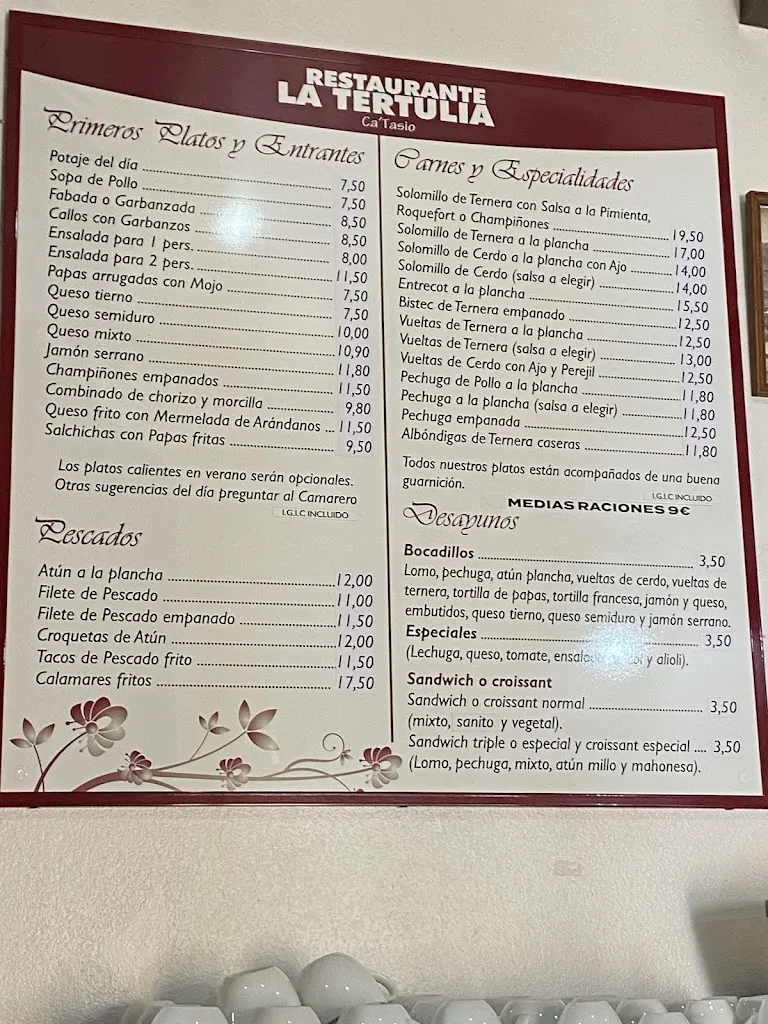 RESTAURANTE
LA TERTULIA
Ca'Tasio
Primeros Platos y Entrantes
Potaje del día 7,50
Sopa de Pollo 7,50
Fabada o Garbanzada 8,50
Callos con Garbanzos 8,50
Ensalada para 1 pers. 8,00
Ensalada para 2 pers. 11,50
Papas arrugadas con Mojo 7,50
Queso tierno 7,50
Queso semiduro 10,00
Queso mixto 10,90
Jamón serrano 11,80
Champiñones empanados 11,50
Combinado de chorizo y morcilla 9,80
Queso frito con Mermelada de Arándanos ... 11,50
Salchichas con Papas fritas 9,50
Los platos calientes en verano serán opcionales.
Otras sugerencias del día preguntar al Camarero
I.G.I.C INCLUIDO
Pescados
Atún a la plancha 12,00
Filete de Pescado 11,00
Filete de Pescado empanado 11,50
Croquetas de Atún 12,00
Tacos de Pescado frito 11,50
Calamares fritos 17,50
Carnes y Especialidades
Solomillo de Ternera con Salsa a la Pimienta,
Roquefort o Champiñones 19,50
Solomillo de Ternera a la plancha 17,00
Solomillo de Cerdo a la plancha con Ajo 14,00
Solomillo de Cerdo (salsa a elegir) 14,00
Entrecot a la plancha 15,50
Bistec de Ternera empanado 12,50
Vueltas de Ternera a la plancha 12,50
Vueltas de Ternera (salsa a elegir) 13,00
Vueltas de Cerdo con Ajo y Perejil 12,50
Pechuga de Pollo a la plancha 11,80
Pechuga a la plancha (salsa a elegir) 11,80
Pechuga empanada 12,50
Albóndigas de Ternera caseras 11,80
Todos nuestros platos están acompañados de una buena
guarnición.
I.G.I.C INCLUIDO
MEDIAS RACIONES 9€
Desayunos
Bocadillos 3,50
Lomo, pechuga, atún plancha, vueltas de cerdo, vueltas de
ternera, tortilla de papas, tortilla francesa, jamón y queso,
embutidos, queso tierno, queso semiduro y jamón serrano.
Especiales 3,50
(Lechuga, queso, tomate, y alioli).
Sandwich o croissant
Sandwich o croissant normal 3,50
(mixto, sanito y vegetal).
Sandwich triple o especial y croissant especial .... 3,50
(Lomo, pechuga, mixto, atún millo y mahonesa).